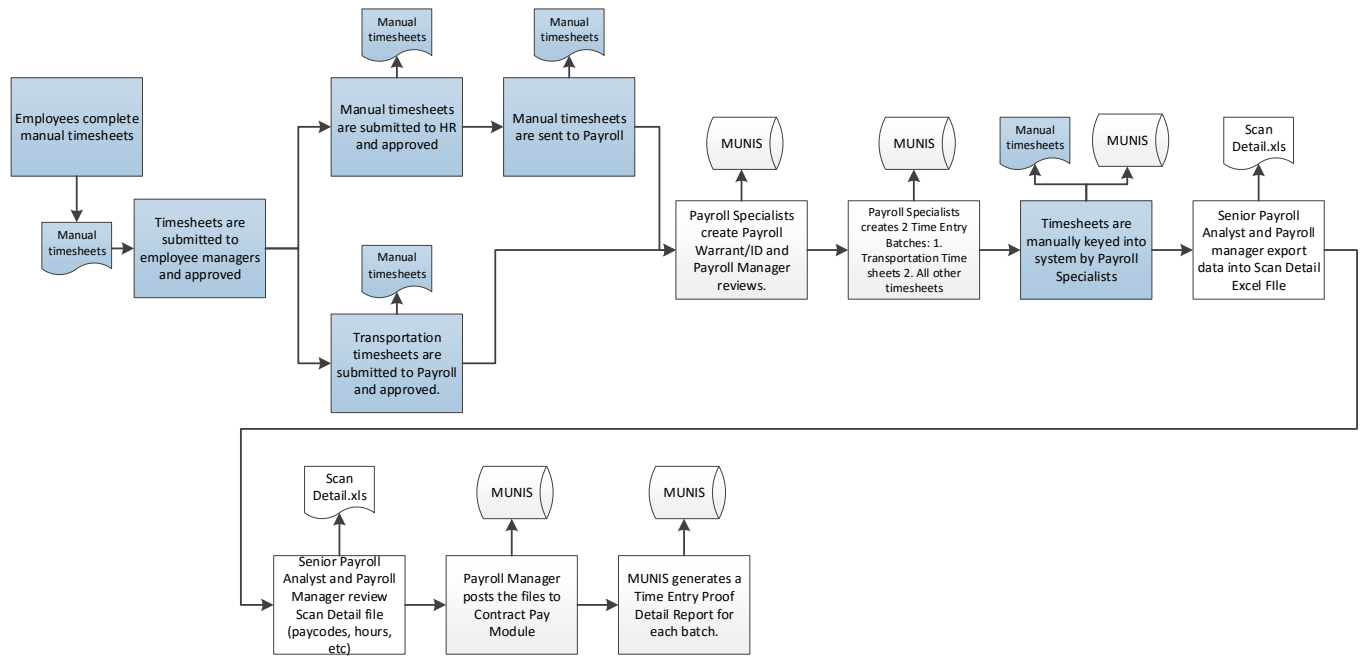 Manual
timesheets
Manual
timesheets
Employees complete
manual timesheets
Manual timesheets
are submitted to HR
and approved
Manual timesheets
are sent to Payroll
MUNIS
MUNIS
Manual
timesheets
MUNIS
Scan
Detail.xls
Manual
timesheets
Timesheets are
submitted to
employee managers
and approved
Manual
timesheets
Payroll Specialists
create Payroll
Warrant/ID and
Payroll Manager
reviews.
Payroll Specialists
creates 2 Time Entry
Batches: 1.
Transportation Time
sheets 2. All other
timesheets
Timesheets are
manually keyed into
system by Payroll
Specialists
Senior Payroll
Analyst and Payroll
manager export
data into Scan Detail
Excel FIle
Transportation
timesheets are
submitted to Payroll
and approved.
Scan
Detail.xls
MUNIS
MUNIS
Senior Payroll
Analyst and Payroll
Manager review
Scan Detail file
(paycodes, hours,
etc)
Payroll Manager
posts the files to
Contract Pay
Module
MUNIS generates a
Time Entry Proof
Detail Report for
each batch.